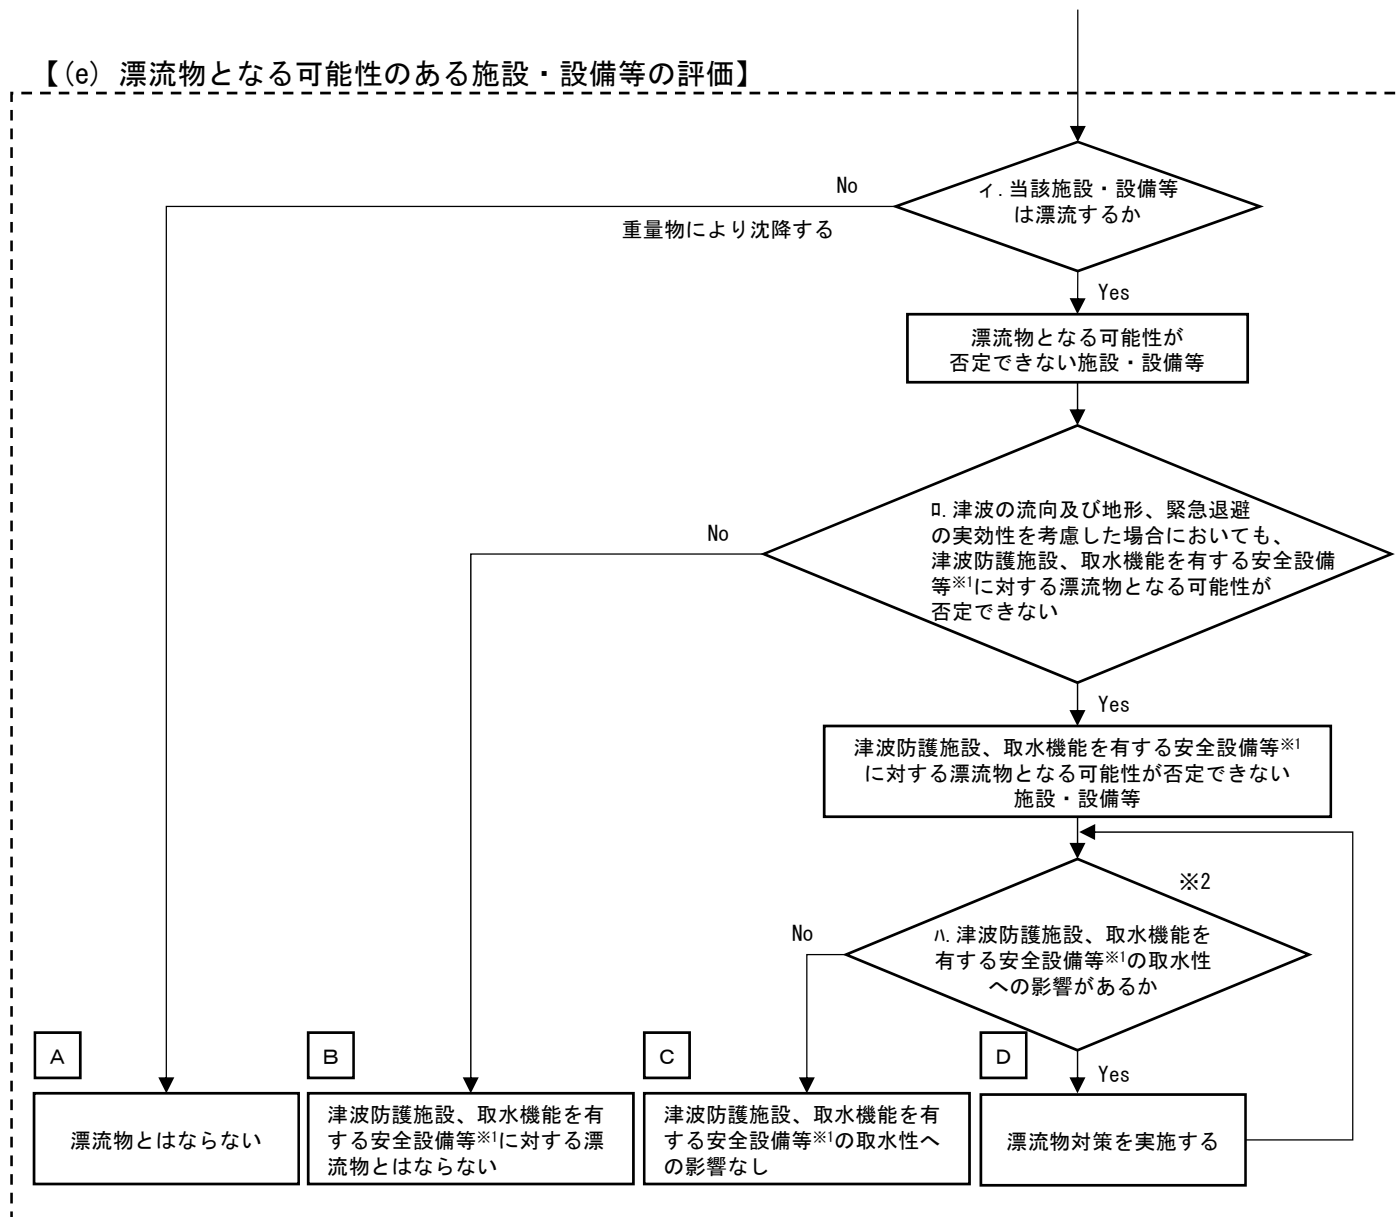 【(e) 漂流物となる可能性のある施設・設備等の評価】
ｲ. 当該施設・設備等
は漂流するか
No
重量物により沈降する
Yes
漂流物となる可能性が
否定できない施設・設備等
ﾛ. 津波の流向及び地形、緊急退避
の実効性を考慮した場合においても、
津波防護施設、取水機能を有する安全設備
等※1に対する漂流物となる可能性が
否定できない
No
Yes
津波防護施設、取水機能を有する安全設備等※1
に対する漂流物となる可能性が否定できない
施設・設備等
※2
ﾊ. 津波防護施設、取水機能を
有する安全設備等※1の取水性
への影響があるか
No
Yes
A
漂流物とはならない
B
津波防護施設、取水機能を有
する安全設備等※1に対する漂
流物とはならない
C
津波防護施設、取水機能を有
する安全設備等※1の取水性へ
の影響なし
D
漂流物対策を実施する